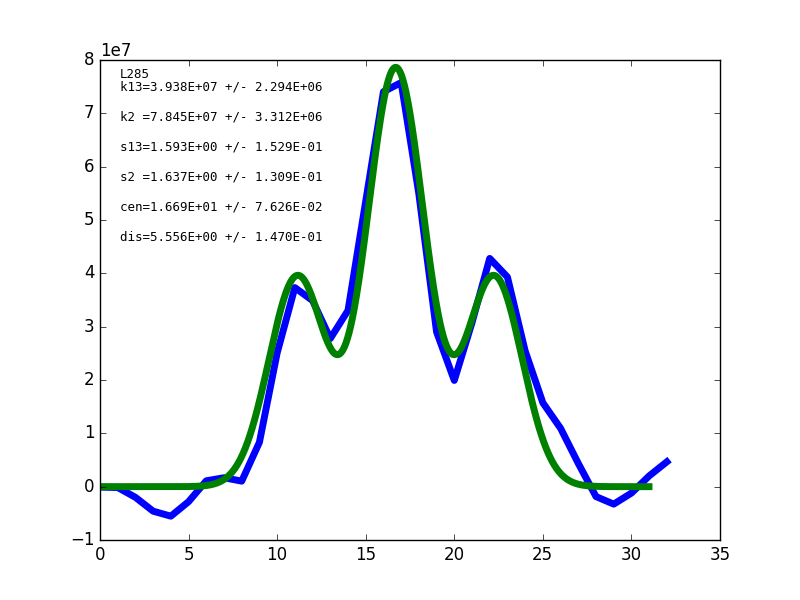 1e7
8
7
6
5
4
3
2
1
0
−1
L285
k13=3.938E+07 +/- 2.294E+06
k2 =7.845E+07 +/- 3.312E+06
s13=1.593E+00 +/- 1.529E-01
s2 =1.637E+00 +/- 1.309E-01
cen=1.669E+01 +/- 7.626E-02
dis=5.556E+00 +/- 1.470E-01
0 5 10 15 20 25 30 35